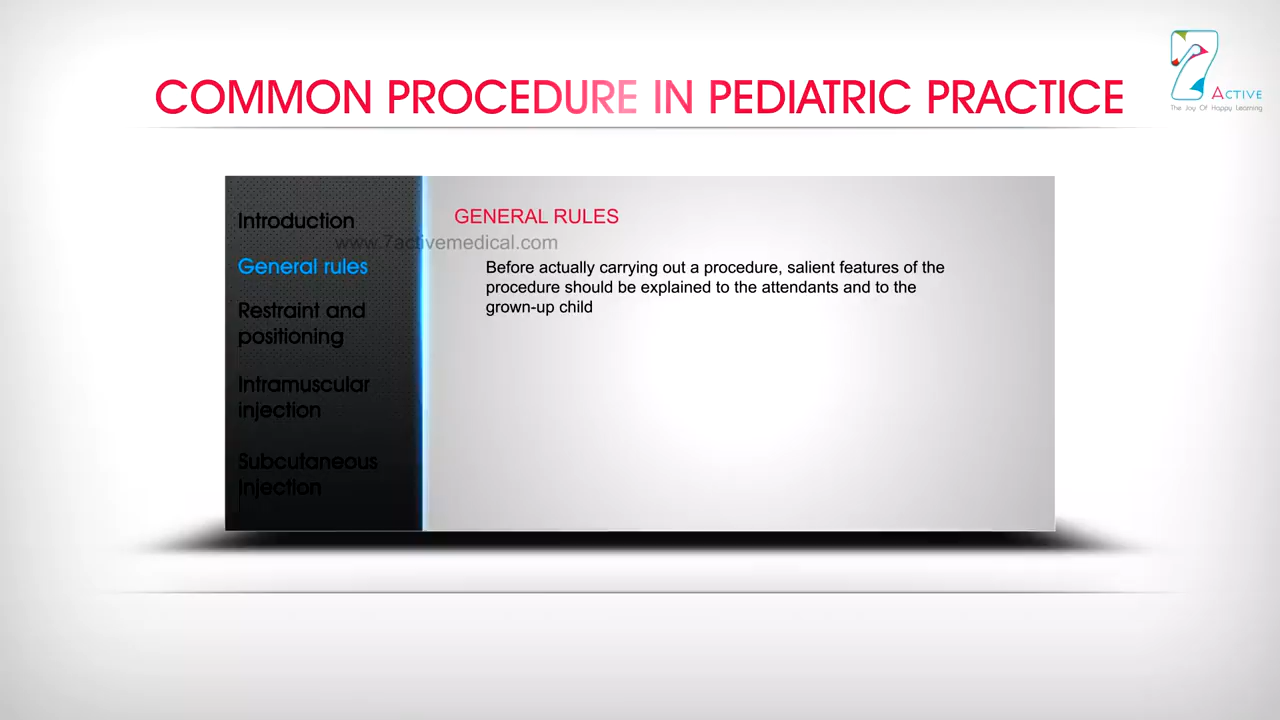 COMMON PROCEDURE IN PEDIATRIC PRACTICE
7 ACTIVE
The Joy Of Happy Learning
Introduction
General rules
Restraint and
positioning
Intramuscular
injection
Subcutaneous
injection
GENERAL RULES
www.7activemedical.com
Before actually carrying out a procedure, salient features of the
procedure should be explained to the attendants and to the
grown-up child